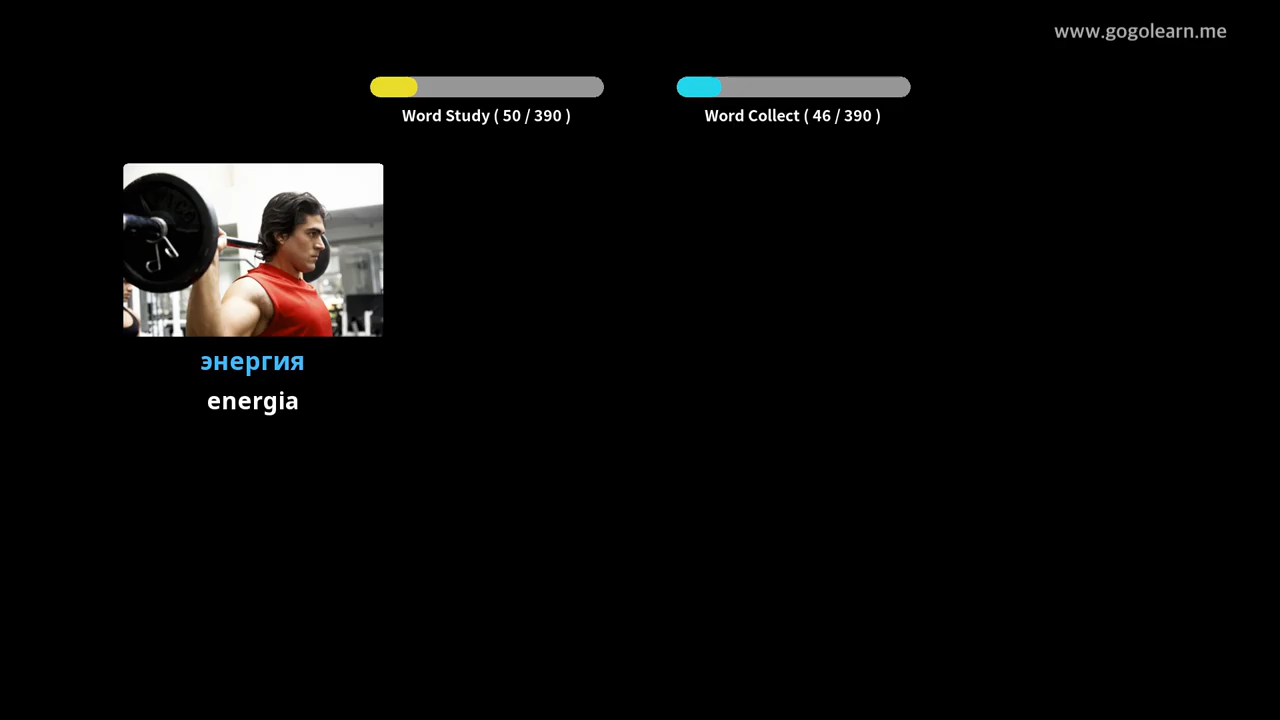 www.gogolearn.me
Word Study ( 50 / 390 )
Word Collect ( 46 / 390 )
энергия
energia